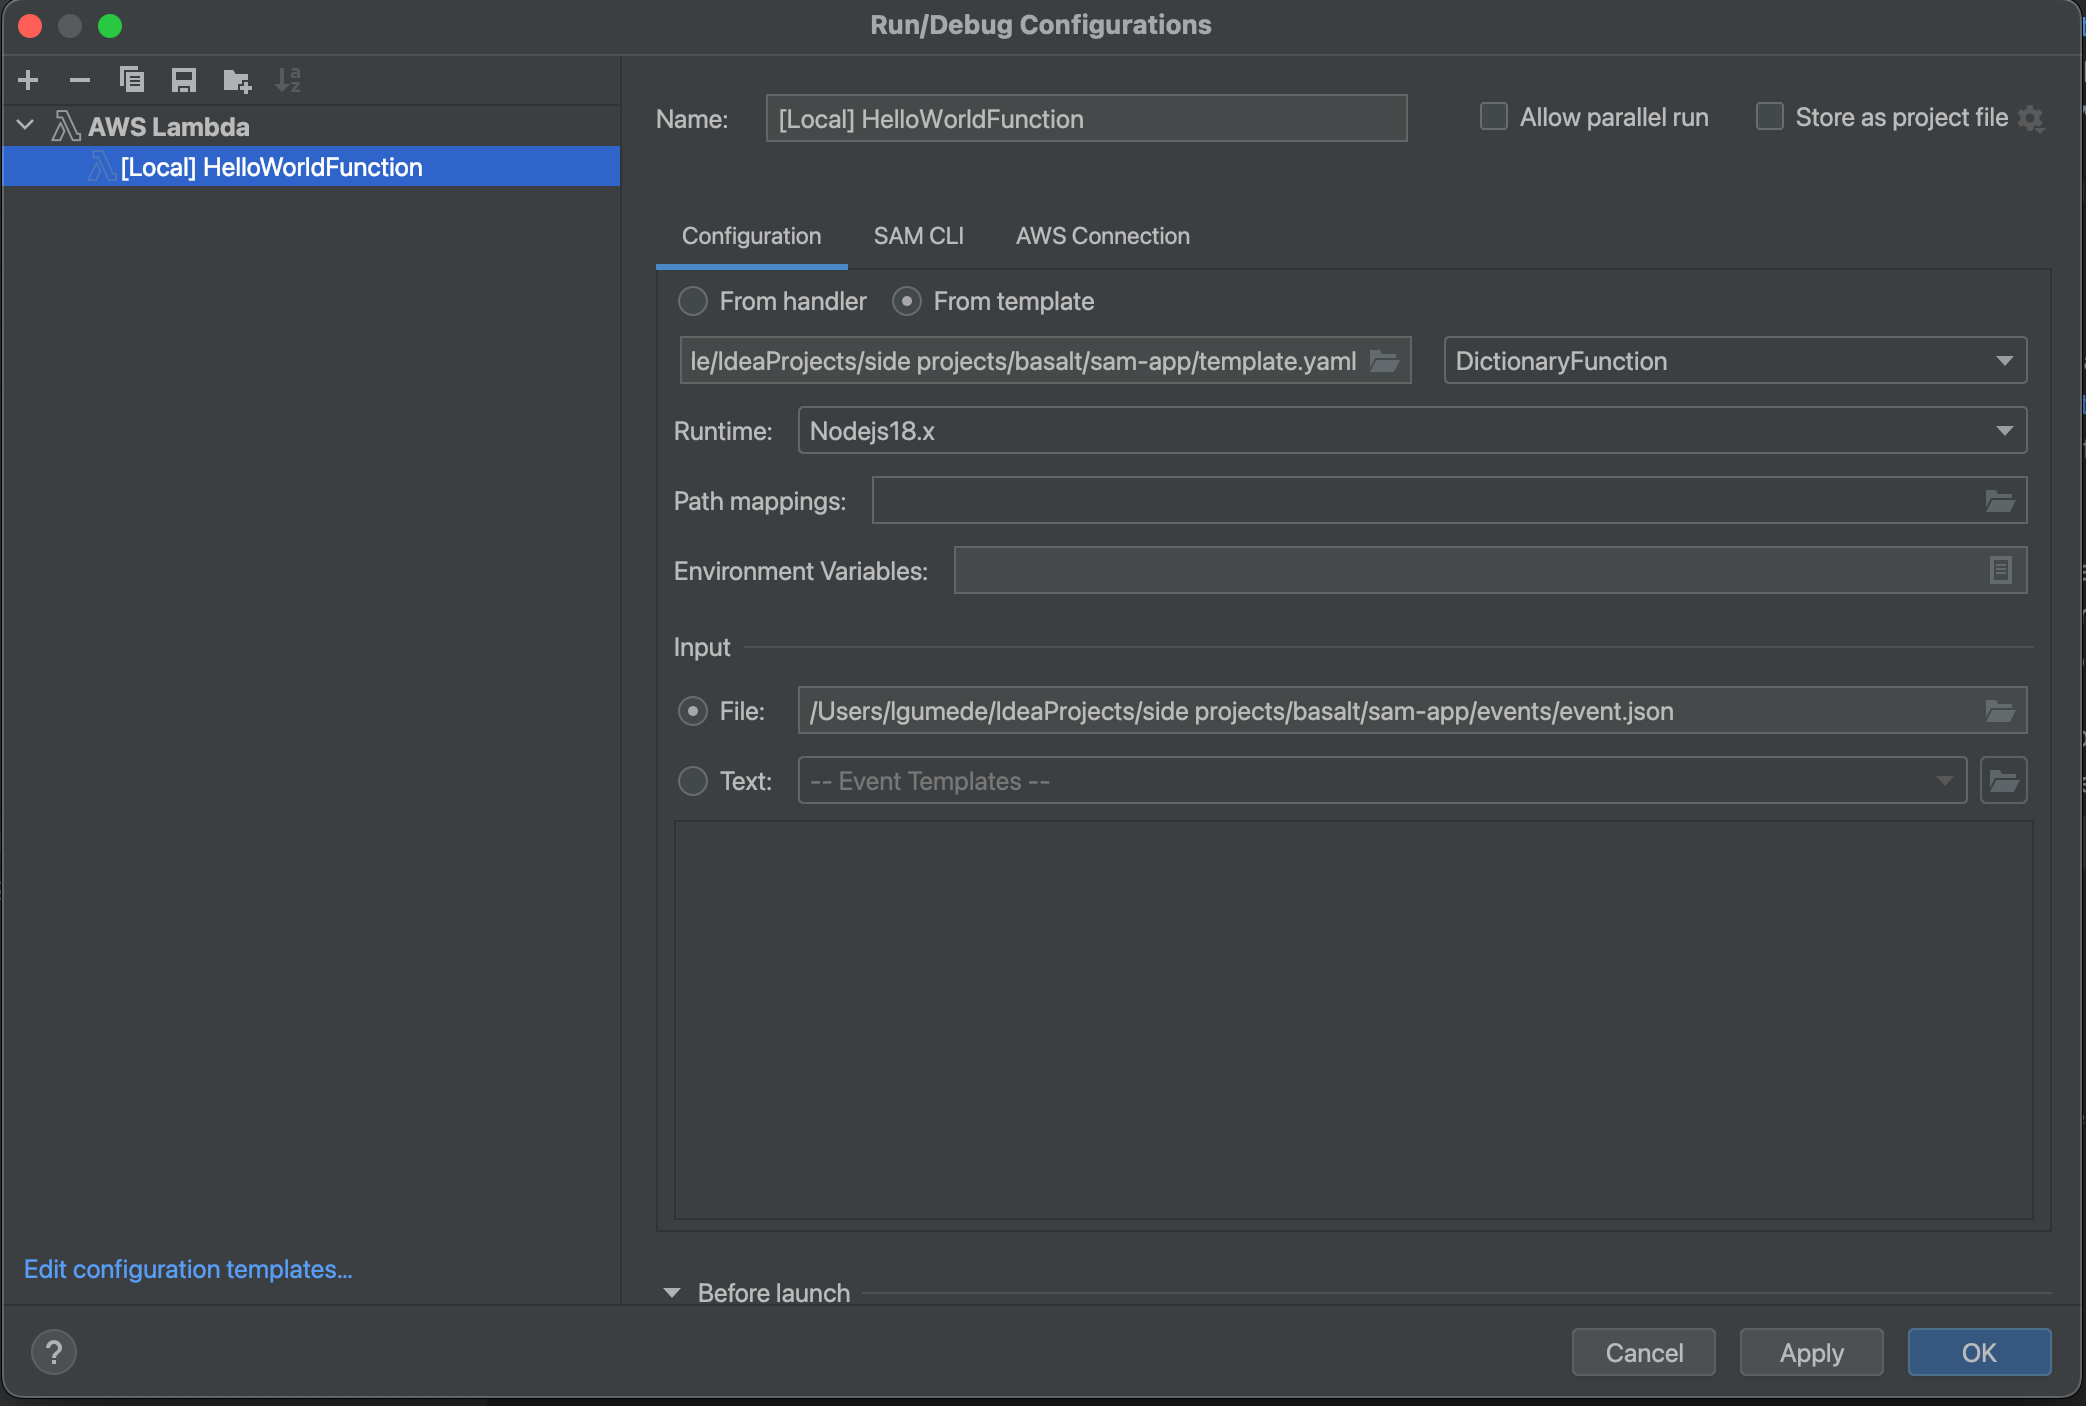 Run/Debug Configurations
AWS Lambda
[Local] HelloWorldFunction
Edit configuration templates...
Name: [Local] HelloWorldFunction
Allow parallel run
Store as project file
Configuration SAM CLI AWS Connection
From handler From template
le/IdeaProjects/side projects/basalt/sam-app/template.yaml DictionaryFunction
Runtime: Nodejs18.x
Path mappings:
Environment Variables:
Input
File: /Users/lgumede/IdeaProjects/side projects/basalt/sam-app/events/event.json
Text: -- Event Templates --
Before launch
?
Cancel Apply OK